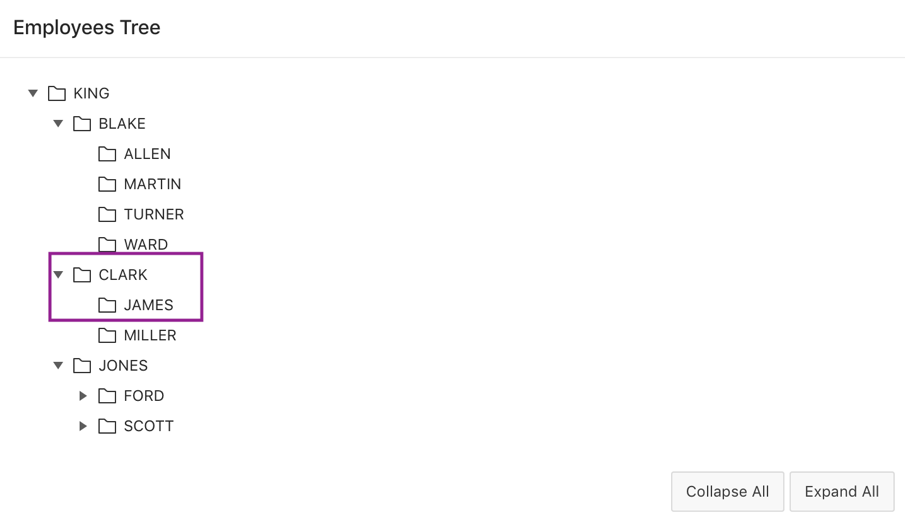 Employees Tree
KING
BLAKE
ALLEN
MARTIN
TURNER
WARD
CLARK
JAMES
MILLER
JONES
FORD
SCOTT
Collapse All Expand All